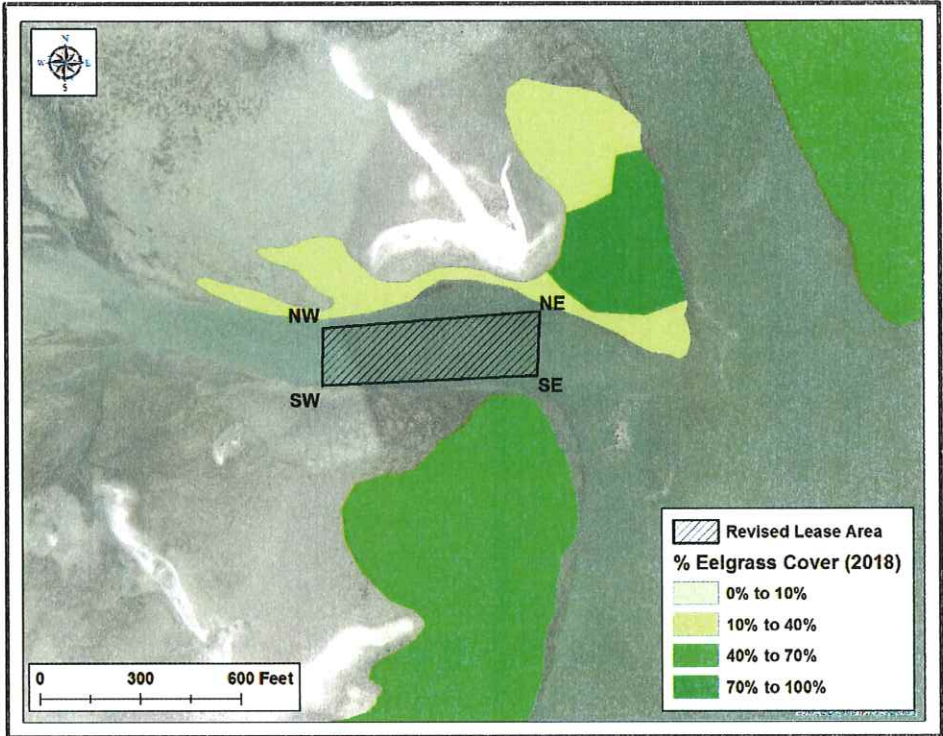 N
W E
S
NW
NE
SW
SE
Revised Lease Area
% Eelgrass Cover (2018)
0% to 10%
10% to 40%
40% to 70%
70% to 100%
0 300 600 Feet